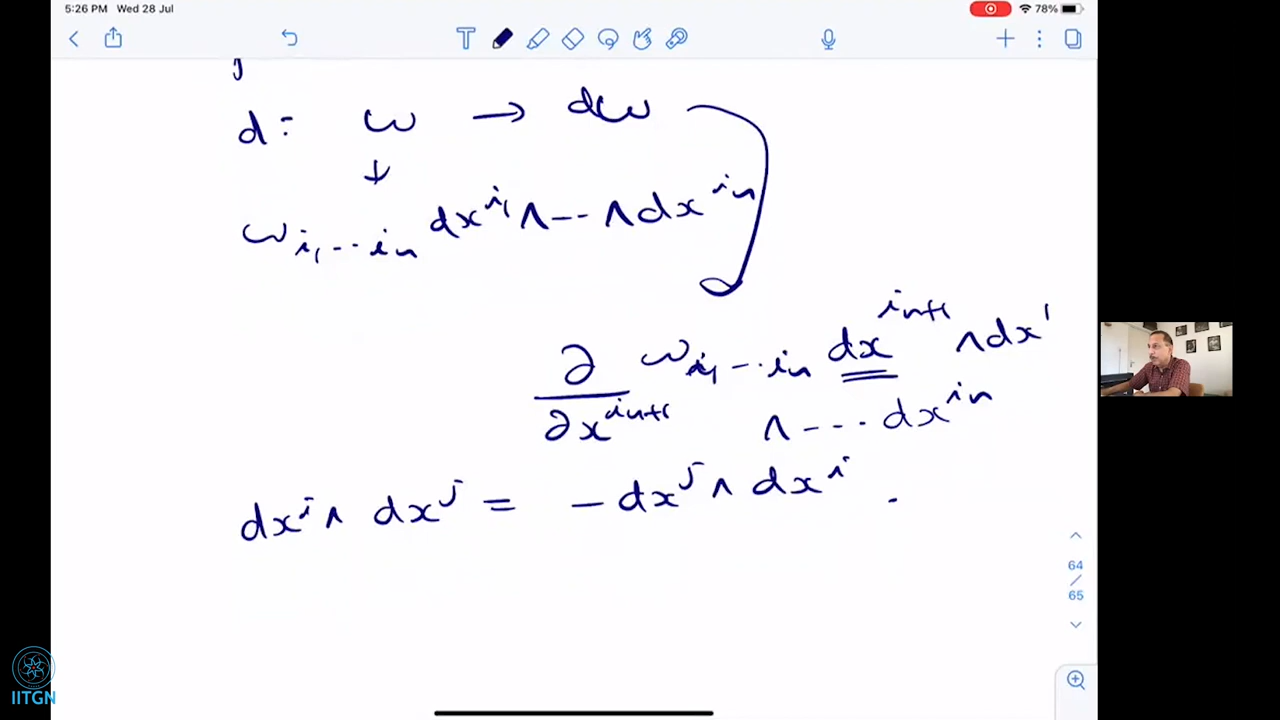 5:26 PM Wed 28 Jul
78%
T
d : ω → dω
↓
ω_{i_1 ... i_n} dx^{i_1} ∧ -- ∧ dx^{i_n}
∂/∂x^{i_{n+1}} ω_{i_1 -- i_n} dx^{i_{n+1}} ∧ dx^{i}
∧ --- dx^{i_n}
dx^i ∧ dx^j = - dx^j ∧ dx^i .
64
/
65
IITGN